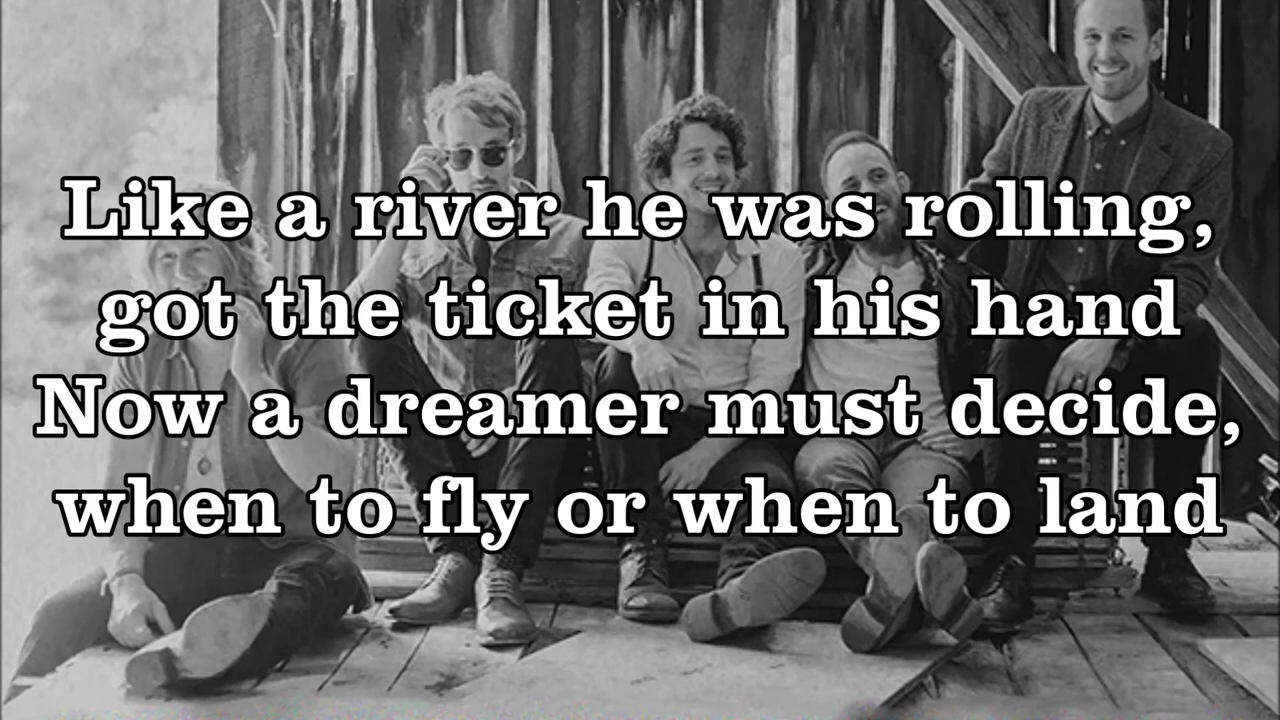 Like a river he was rolling,
got the ticket in his hand
Now a dreamer must decide,
when to fly or when to land